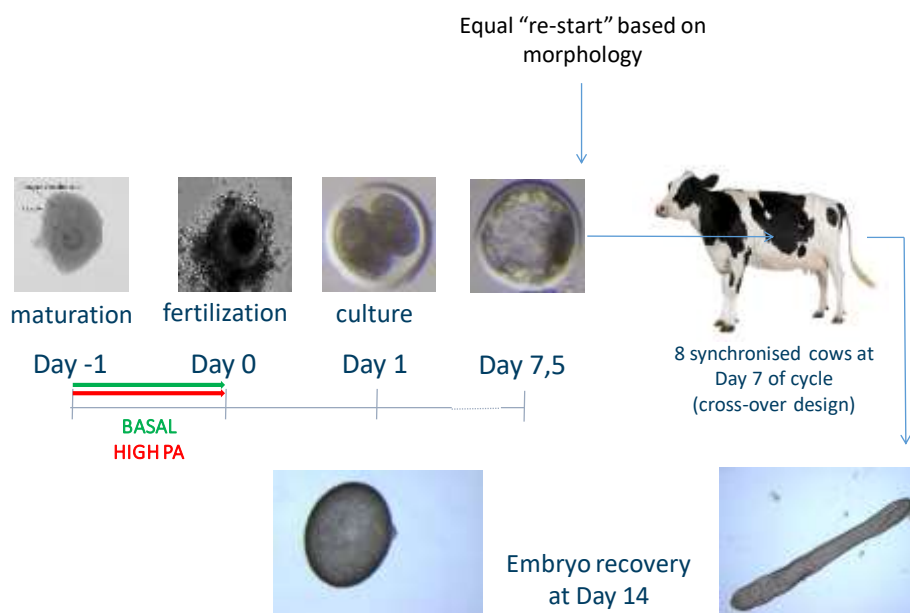 Equal “re-start” based on
morphology
maturation
fertilization
culture
Day -1
Day 0
Day 1
Day 7,5
BASAL
HIGH PA
8 synchronised cows at
Day 7 of cycle
(cross-over design)
Embryo recovery
at Day 14